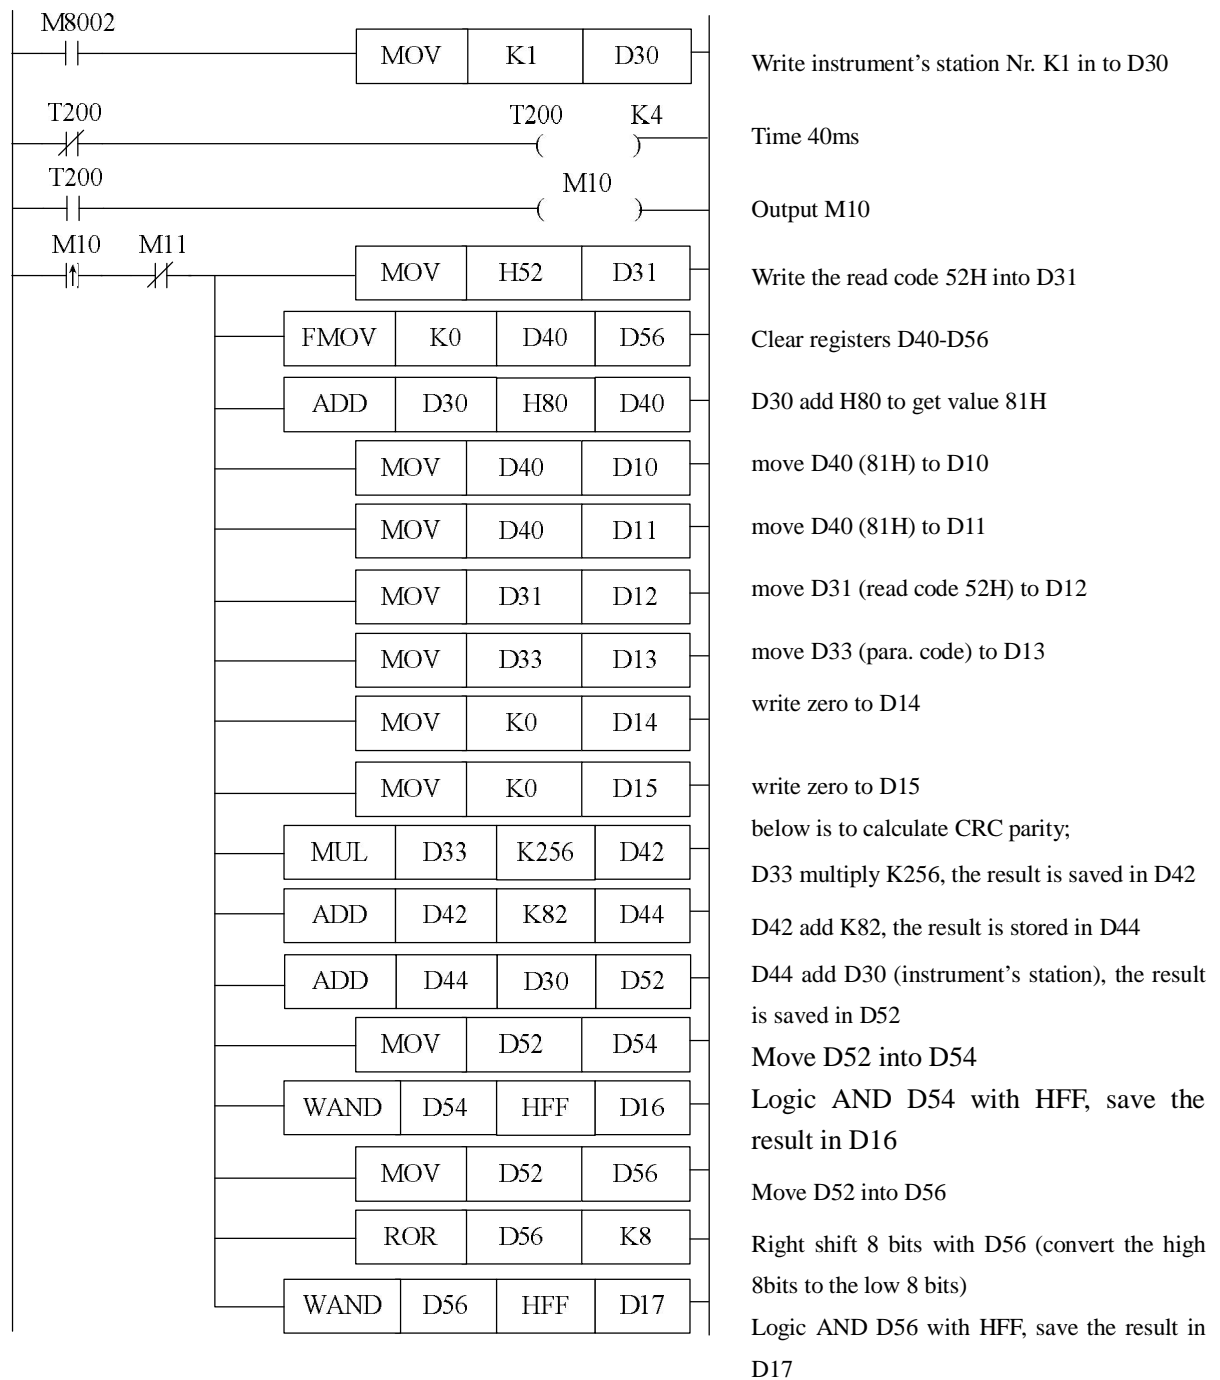 M8002
MOV K1 D30
Write instrument's station Nr. K1 in to D30
T200 T200 K4
Time 40ms
T200 M10
Output M10
M10 M11
MOV H52 D31
Write the read code 52H into D31
FMOV K0 D40 D56
Clear registers D40-D56
ADD D30 H80 D40
D30 add H80 to get value 81H
MOV D40 D10
move D40 (81H) to D10
MOV D40 D11
move D40 (81H) to D11
MOV D31 D12
move D31 (read code 52H) to D12
MOV D33 D13
move D33 (para. code) to D13
MOV K0 D14
write zero to D14
MOV K0 D15
write zero to D15
below is to calculate CRC parity;
MUL D33 K256 D42
D33 multiply K256, the result is saved in D42
ADD D42 K82 D44
D42 add K82, the result is stored in D44
ADD D44 D30 D52
D44 add D30 (instrument's station), the result
is saved in D52
MOV D52 D54
Move D52 into D54
WAND D54 HFF D16
Logic AND D54 with HFF, save the
result in D16
MOV D52 D56
Move D52 into D56
ROR D56 K8
Right shift 8 bits with D56 (convert the high
8bits to the low 8 bits)
WAND D56 HFF D17
Logic AND D56 with HFF, save the result in
D17